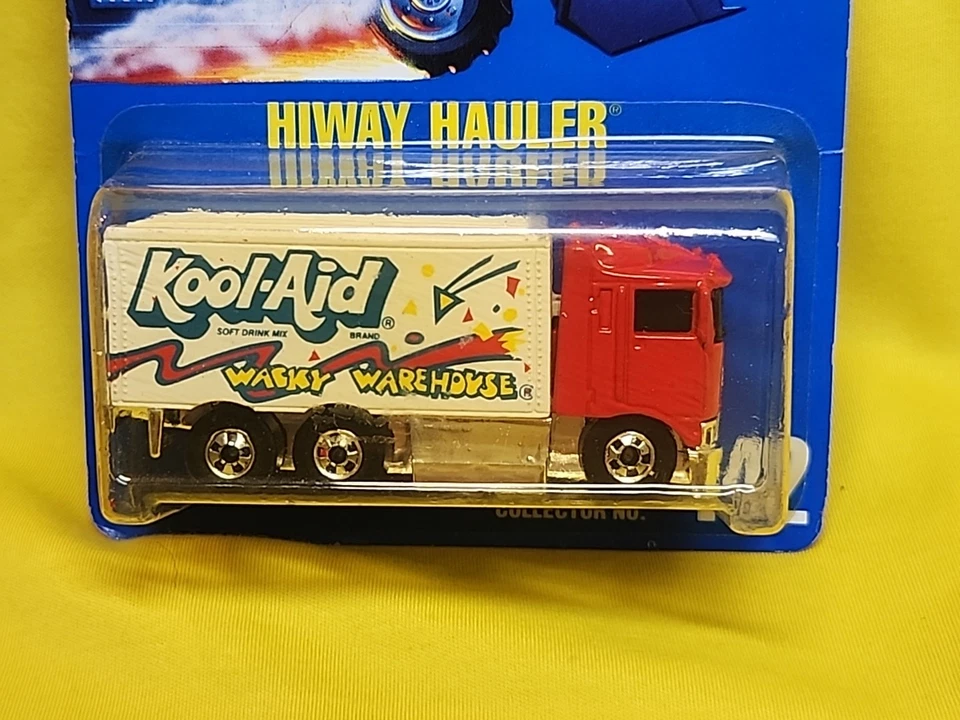 HIWAY HAULER®
Kool-Aid®
SOFT DRINK MIX BRAND
WACKY WAREHOUSE®
COLLECTOR NO.